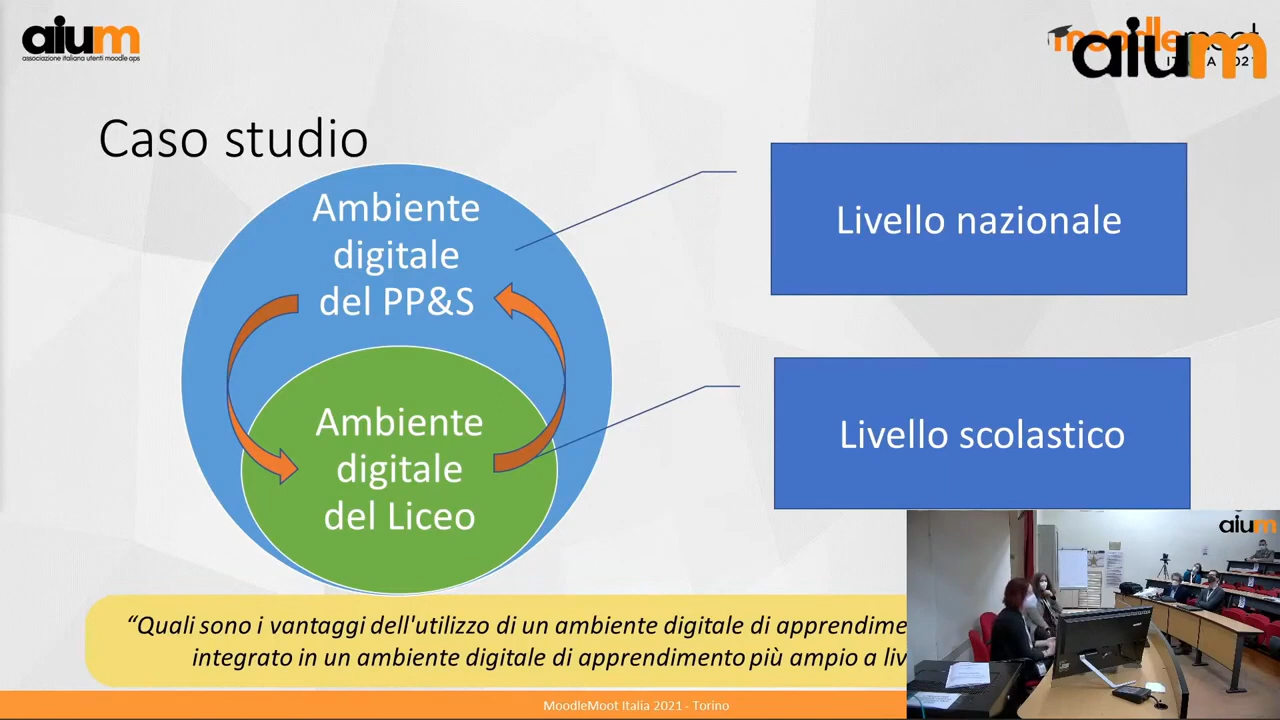 aium
associazione italiana utenti moodle aps
aium
Caso studio
Ambiente
digitale
del PP&S
Livello nazionale
Ambiente
digitale
del Liceo
Livello scolastico
aium
“Quali sono i vantaggi dell'utilizzo di un ambiente digitale di apprendime
integrato in un ambiente digitale di apprendimento più ampio a liv
MoodleMoot Italia 2021 - Torino